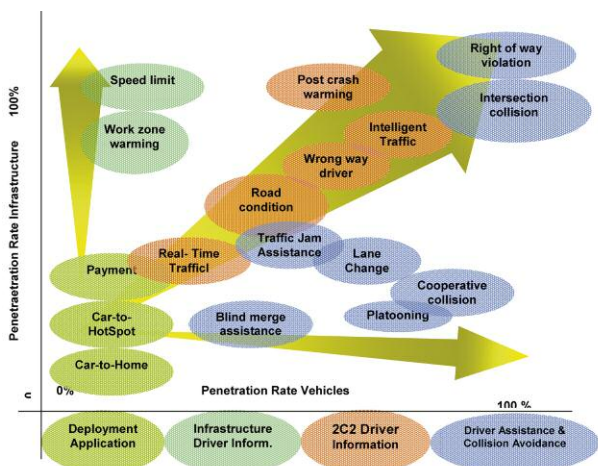 Penetraetration Rate Infrastructure
100%
Speed limit
Work zone
warming
Post crash
warming
Right of way
violation
Intersection
collision
Intelligent
Traffic
Wrong way
driver
Road
condition
Traffic Jam
Assistance
Lane
Change
Real- Time
Trafficl
Payment
Cooperative
collision
Platooning
Car-to-
HotSpot
Blind merge
assistance
Car-to-Home
0%
Penetration Rate Vehicles
100 %
Deployment
Application
Infrastructure
Driver Inform.
2C2 Driver
Information
Driver Assistance &
Collision Avoidance